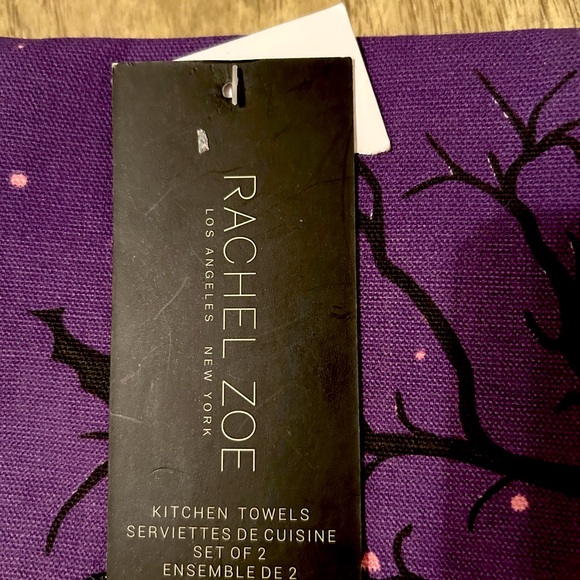 RACHEL ZOE
LOS ANGELES NEW YORK
KITCHEN TOWELS
SERVIETTES DE CUISINE
SET OF 2
ENSEMBLE DE 2